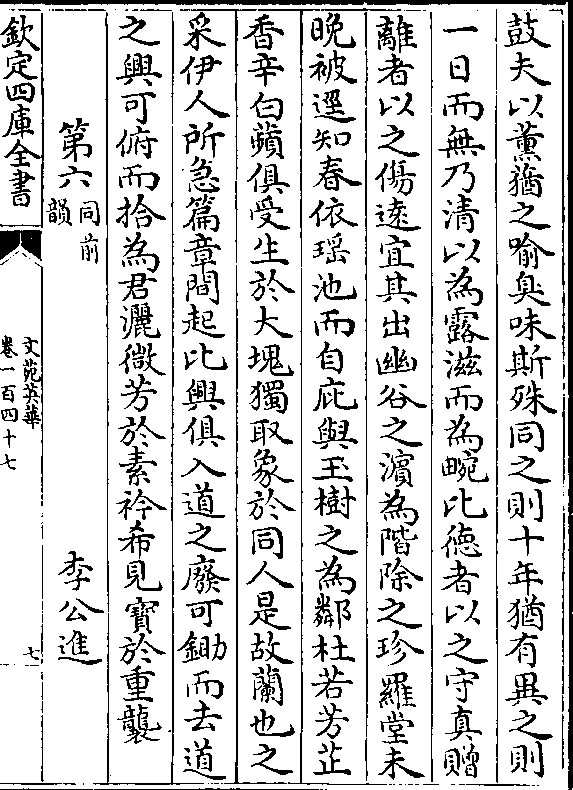 鼓夫以薰猶之喻臭味斯殊同之則十年猶有異之則
一日而無乃清以為露滋而為畹比徳者以之守真贈
離者以之傷遠宜其出幽谷之濵為階除之珍羅堂未
晩被逕知春依瑶池而自庇與玉樹之為鄰杜若芳芷
香辛白蘋俱受生於大塊獨取象於同人是故蘭也之
采伊人所急篇章間起比興俱入道之廢可鋤而去道
之興可俯而拾為君灑微芳於素衿希見寳於重襲
第六同前韻 李公進
欽定四庫全書
文苑英華
卷一百四十七
七